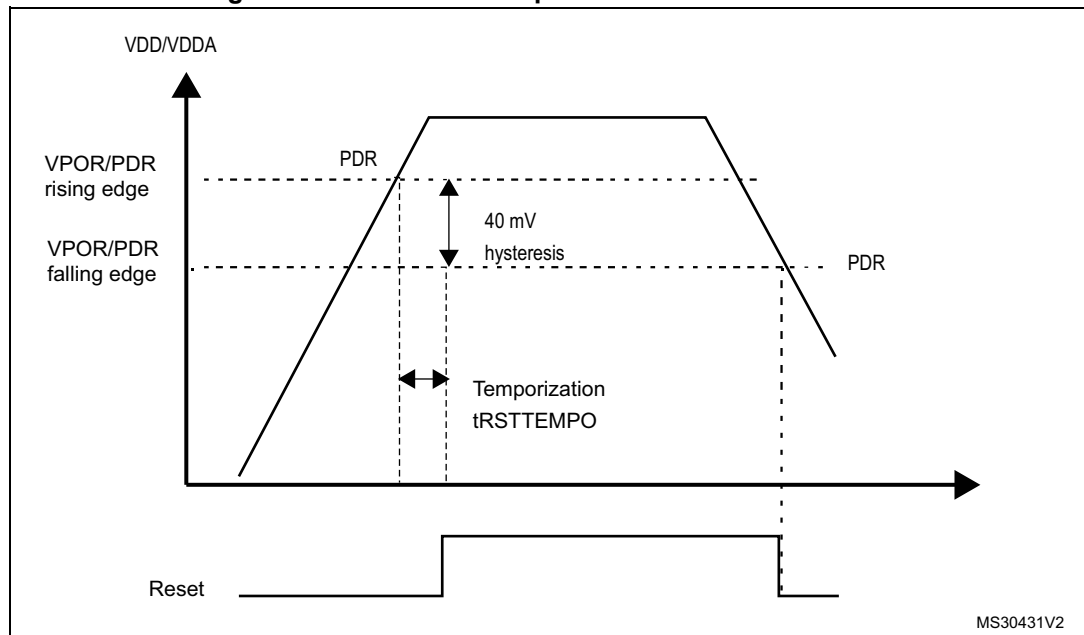 VDD/VDDA
VPOR/PDR
rising edge
PDR
40 mV
hysteresis
VPOR/PDR
falling edge
PDR
Temporization
tRSTTEMPO
Reset
MS30431V2